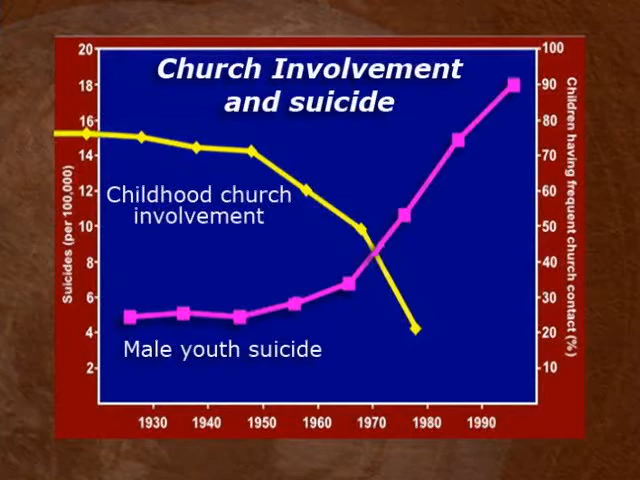 Church Involvement
and suicide
20
18
16
14
12
10
8
6
4
2
Suicides (per 100,000)
100
90
80
70
60
50
40
30
20
10
Children having frequent church contact (%)
Childhood church
involvement
Male youth suicide
1930 1940 1950 1960 1970 1980 1990